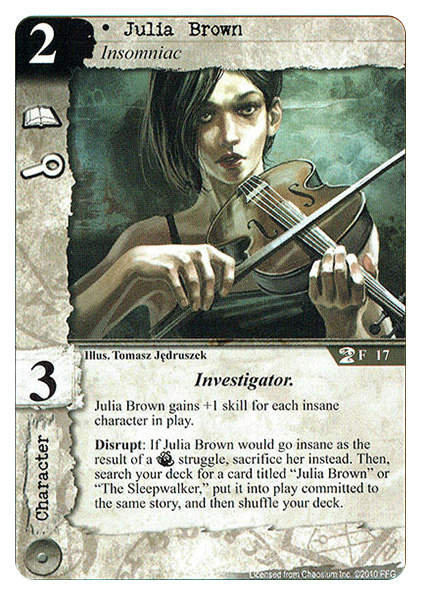 2
• Julia Brown
Insomniac
Illus. Tomasz Jędruszek
F 17
3
Investigator.
Julia Brown gains +1 skill for each insane
character in play.
Disrupt: If Julia Brown would go insane as the
result of a struggle, sacrifice her instead. Then,
search your deck for a card titled “Julia Brown” or
“The Sleepwalker,” put it into play committed to
the same story, and then shuffle your deck.
Character
Licensed from Chaosium Inc. ©2010 FFG